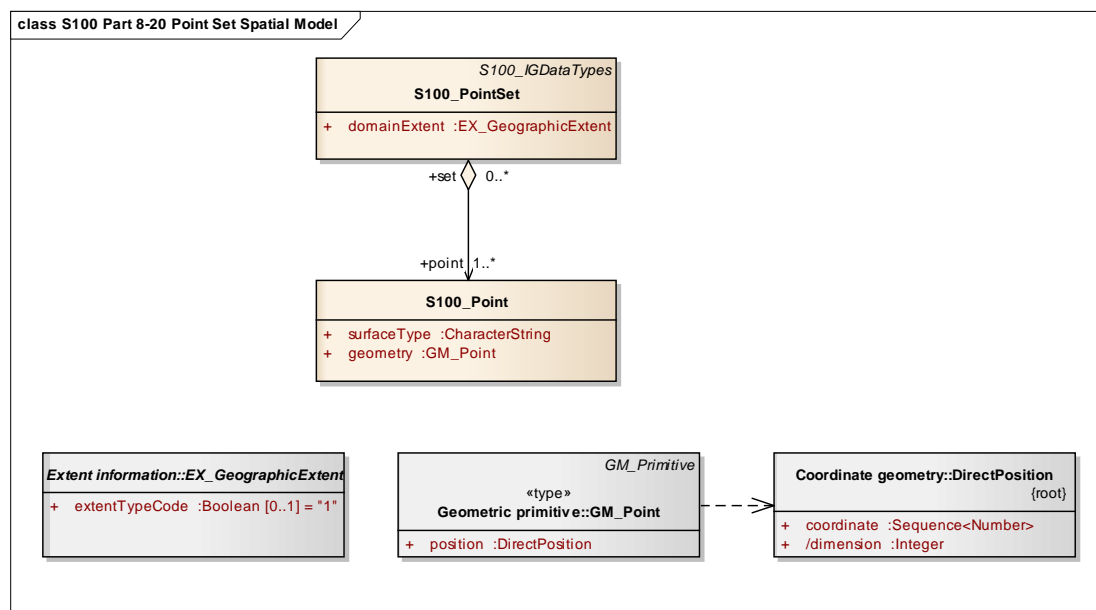 class S100 Part 8-20 Point Set Spatial Model
S100_IGDataTypes
S100_PointSet
+ domainExtent :EX_GeographicExtent
+set 0..*
+point 1..*
S100_Point
+ surfaceType :CharacterString
+ geometry :GM_Point
Extent information::EX_GeographicExtent
+ extentTypeCode :Boolean [0..1] = "1"
GM_Primitive
«type»
Geometric primitive::GM_Point
+ position :DirectPosition
Coordinate geometry::DirectPosition
{root}
+ coordinate :Sequence<Number>
+ /dimension :Integer